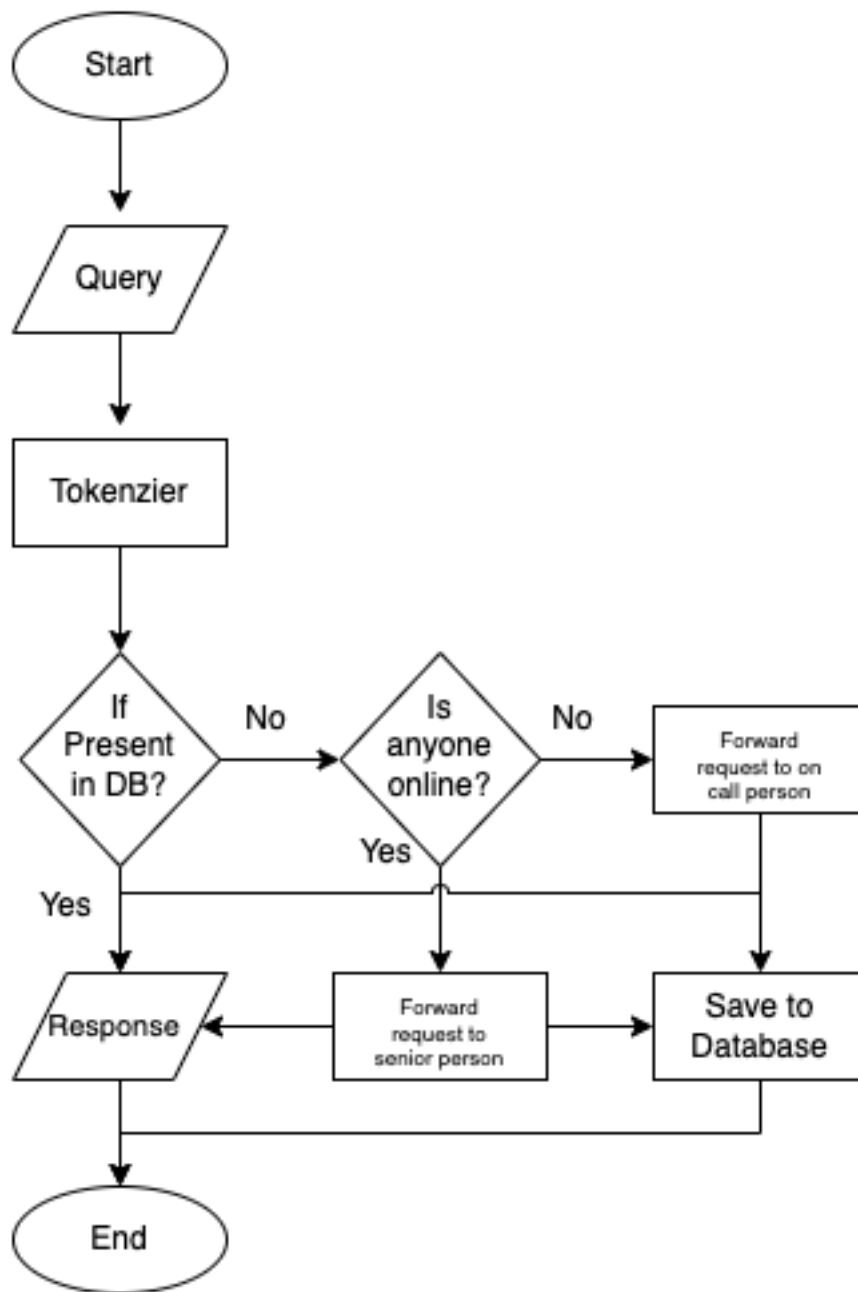 Start
Query
Tokenzier
If
Present
in DB?
No
Is
anyone
online?
No
Forward
request to on
call person
Yes
Yes
Response
Forward
request to
senior person
Save to
Database
End